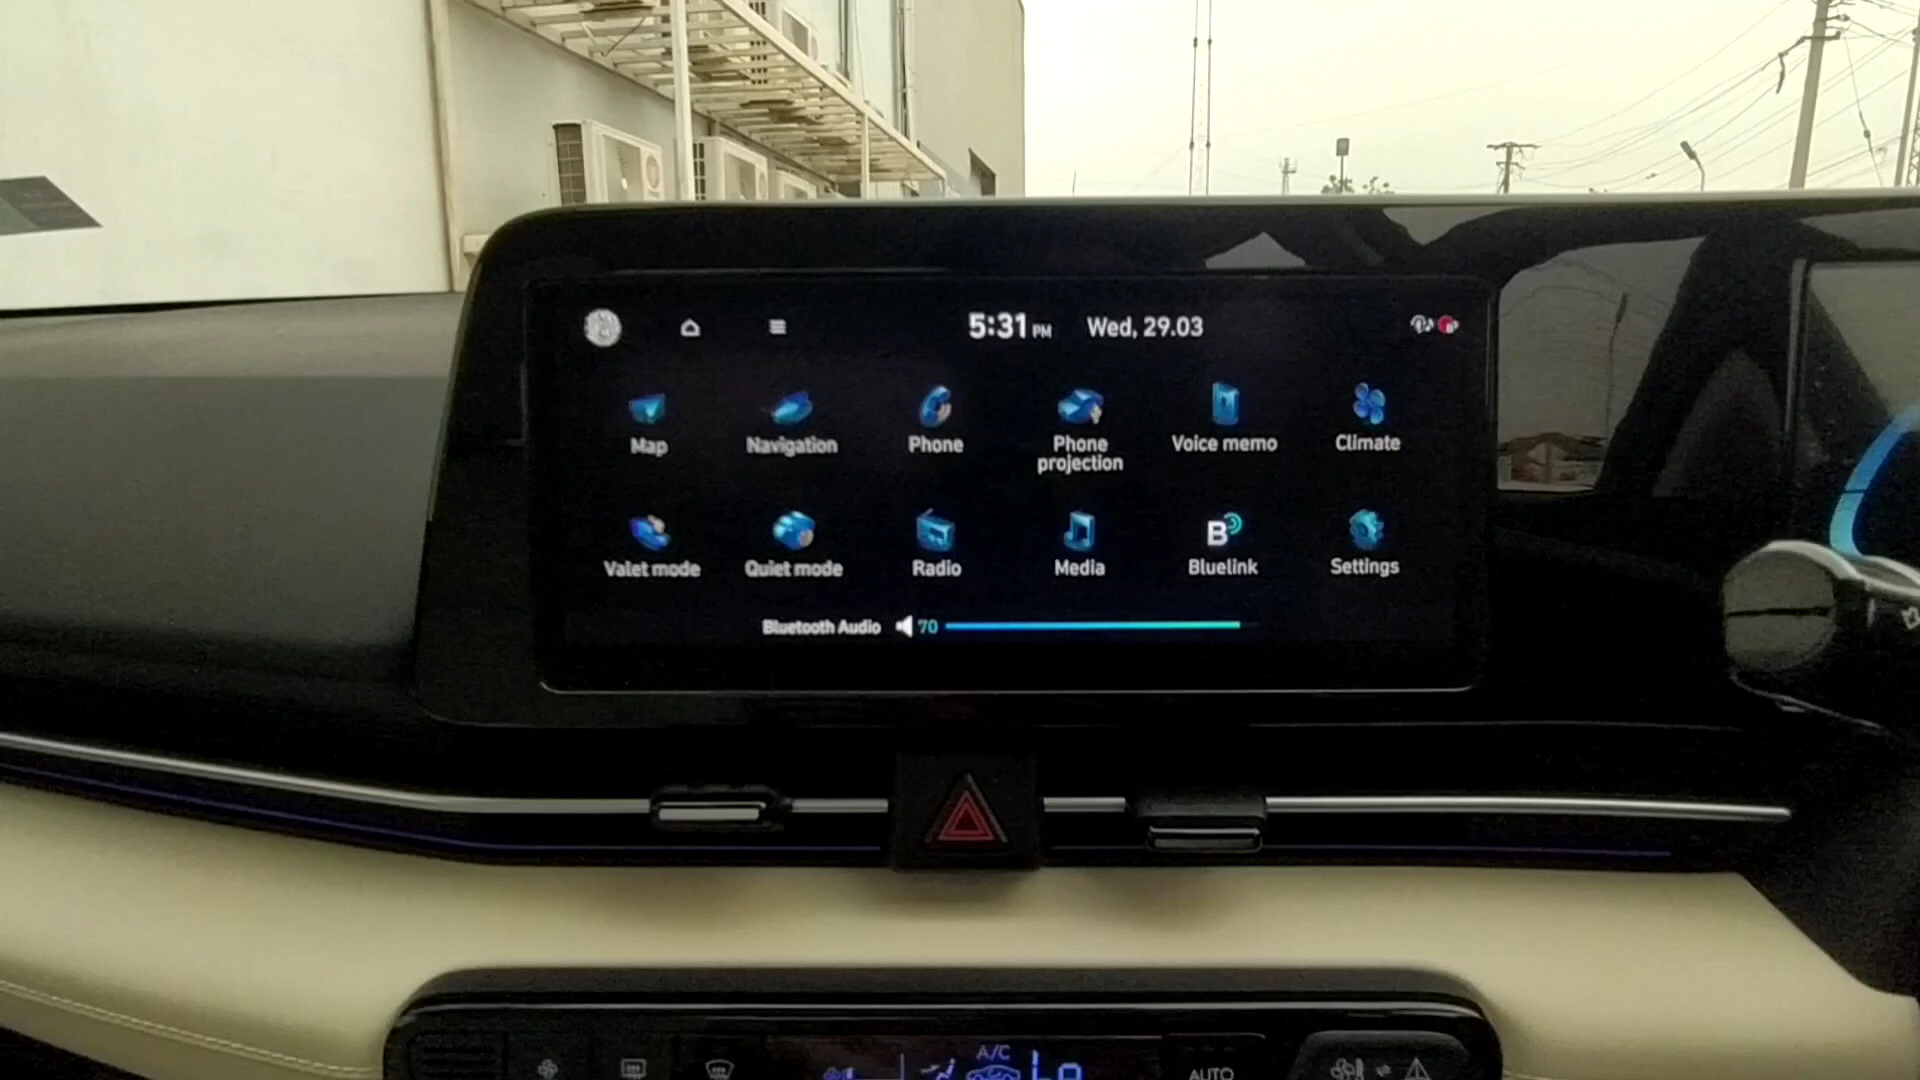 5:31 PM Wed, 29.03
Map Navigation Phone Phone projection Voice memo Climate
Valet mode Quiet mode Radio Media Bluelink Settings
Bluetooth Audio 70
A/C
Lo
AUTO